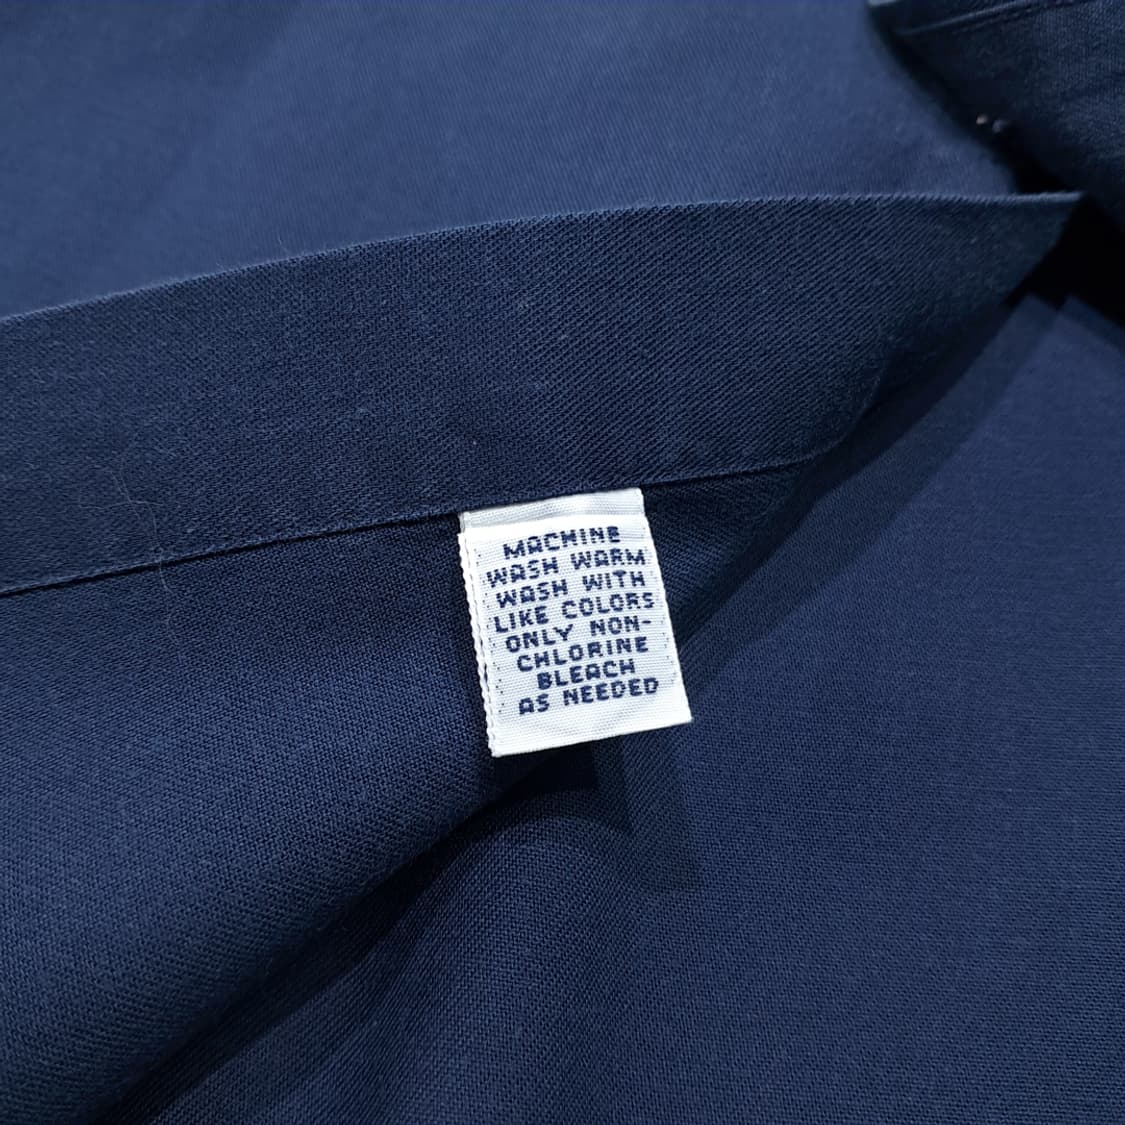 MACHINE
WASH WARM
WASH WITH
LIKE COLORS
ONLY NON-
CHLORINE
BLEACH
AS NEEDED